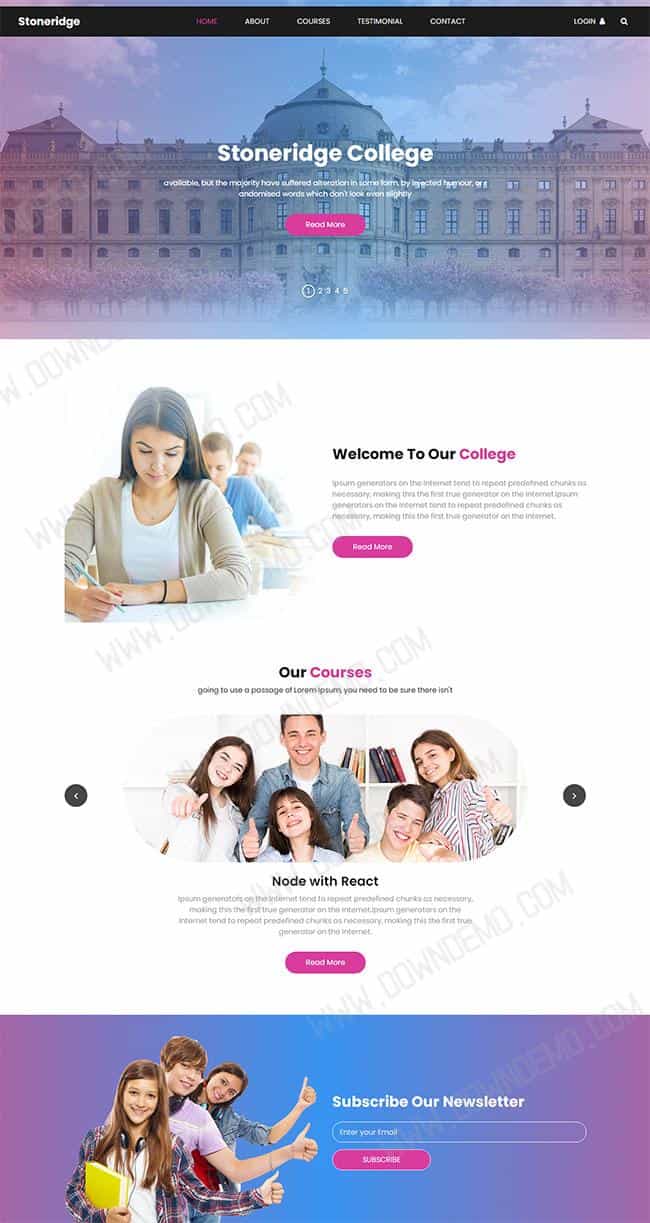 Stoneridge
HOME ABOUT COURSES TESTIMONIAL CONTACT LOGIN
Stoneridge College
available, but the majority have suffered alteration in some form, by injected humour, or r
andomised words which don't look even slightly
Read More
1 2 3 4 5
Welcome To Our College
Ipsum generators on the Internet tend to repeat predefined chunks as
necessary, making this the first true generator on the Internet.Ipsum
generators on the Internet tend to repeat predefined chunks as
necessary, making this the first true generator on the Internet.
Read More
Our Courses
going to use a passage of Lorem Ipsum, you need to be sure there isn't
Node with React
Ipsum generators on the Internet tend to repeat predefined chunks as necessary,
making this the first true generator on the Internet.Ipsum generators on the
Internet tend to repeat predefined chunks as necessary, making this the first true
generator on the Internet.
Read More
Subscribe Our Newsletter
Enter your Email
SUBSCRIBE
WWW.DOWNDEMO.COM